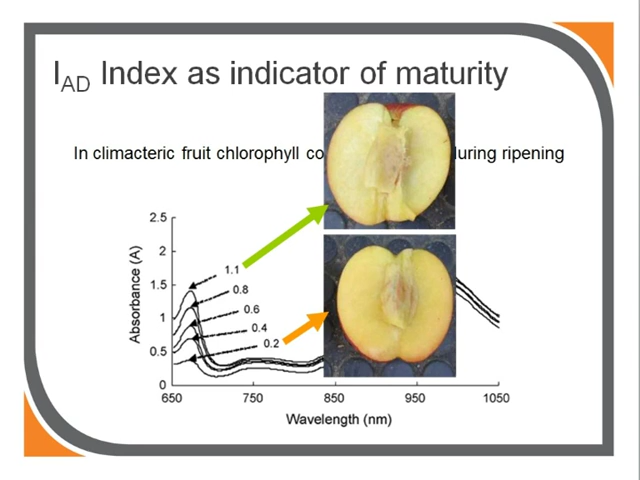 IAD Index as indicator of maturity
In climacteric fruit chlorophyll during ripening
2.5
2
1.5
1
0.5
0
Absorbance (A)
1.1
0.8
0.6
0.4
0.2
650 750 850 950 1050
Wavelength (nm)